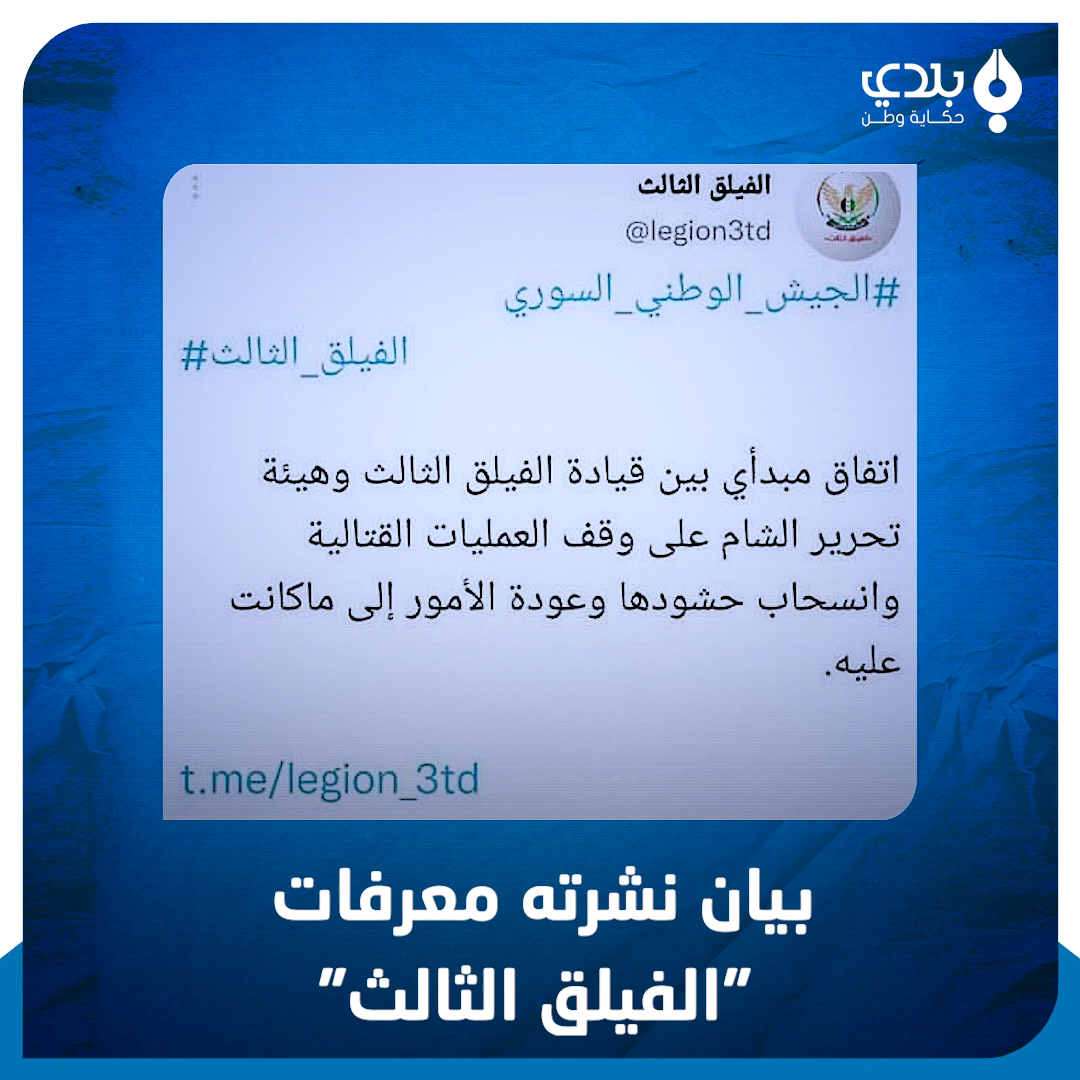 بلدي
حكاية وطن
الفيلق الثالث
@legion3td
#الجيش_الوطني_السوري
#الفيلق_الثالث
اتفاق مبدأي بين قيادة الفيلق الثالث وهيئة
تحرير الشام على وقف العمليات القتالية
وانسحاب حشودها وعودة الأمور إلى ماكانت
عليه.
t.me/legion_3td
بيان نشرته معرفات
"الفيلق الثالث"